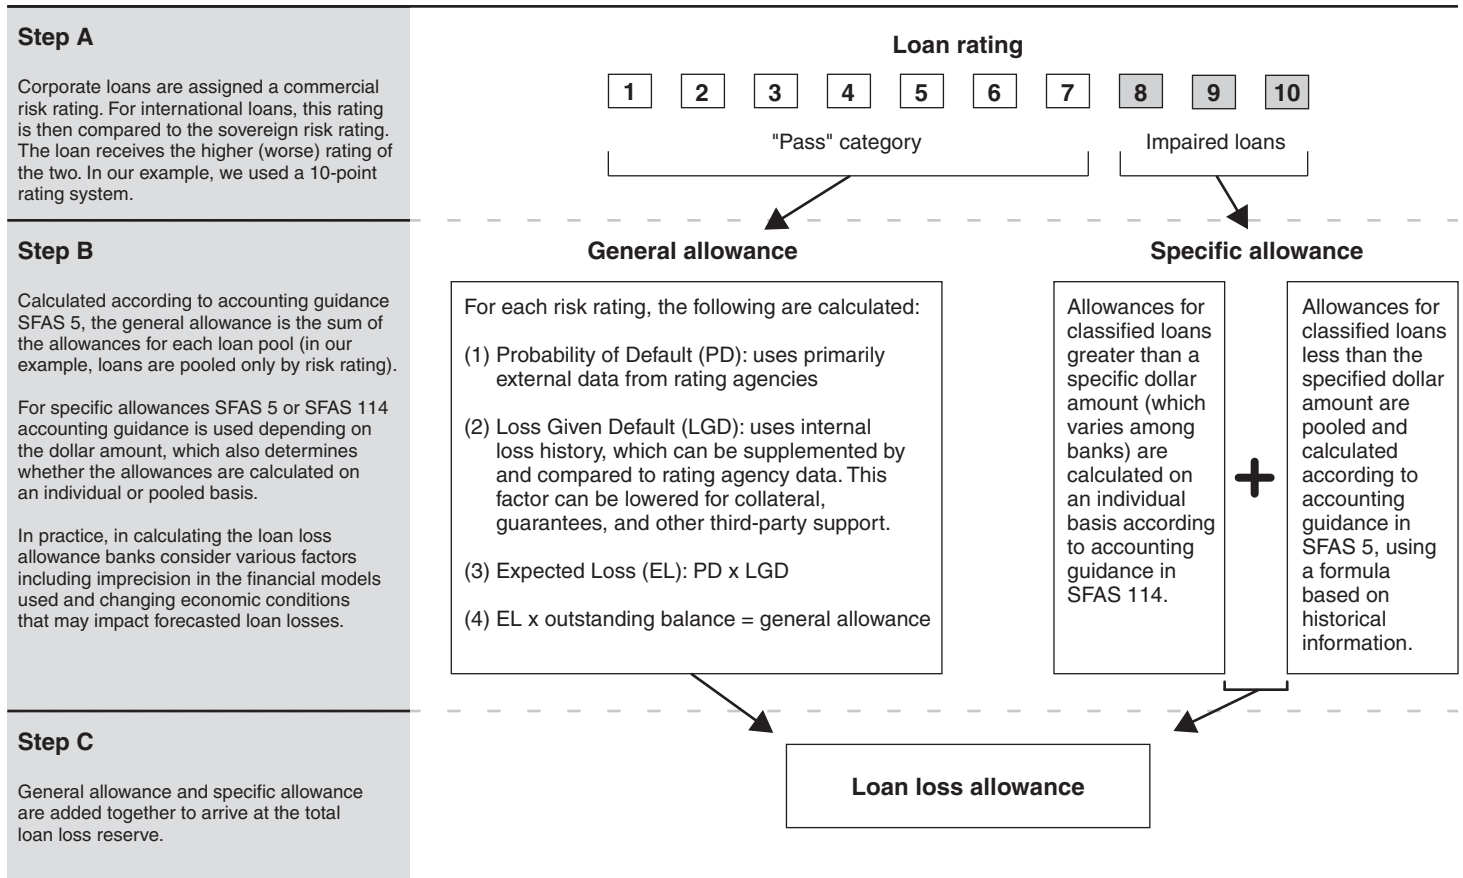 Step A
Corporate loans are assigned a commercial
risk rating. For international loans, this rating
is then compared to the sovereign risk rating.
The loan receives the higher (worse) rating of
the two. In our example, we used a 10-point
rating system.
Loan rating
1 2 3 4 5 6 7 8 9 10
"Pass" category
Impaired loans
Step B
Calculated according to accounting guidance
SFAS 5, the general allowance is the sum of
the allowances for each loan pool (in our
example, loans are pooled only by risk rating).
For specific allowances SFAS 5 or SFAS 114
accounting guidance is used depending on
the dollar amount, which also determines
whether the allowances are calculated on
an individual or pooled basis.
In practice, in calculating the loan loss
allowance banks consider various factors
including imprecision in the financial models
used and changing economic conditions
that may impact forecasted loan losses.
General allowance
For each risk rating, the following are calculated:
(1) Probability of Default (PD): uses primarily
external data from rating agencies
(2) Loss Given Default (LGD): uses internal
loss history, which can be supplemented by
and compared to rating agency data. This
factor can be lowered for collateral,
guarantees, and other third-party support.
(3) Expected Loss (EL): PD x LGD
(4) EL x outstanding balance = general allowance
Specific allowance
Allowances for
classified loans
greater than a
specific dollar
amount (which
varies among
banks) are
calculated on
an individual
basis according
to accounting
guidance in
SFAS 114.
+
Allowances for
classified loans
less than the
specified dollar
amount are
pooled and
calculated
according to
accounting
guidance in
SFAS 5, using
a formula
based on
historical
information.
Step C
General allowance and specific allowance
are added together to arrive at the total
loan loss reserve.
Loan loss allowance